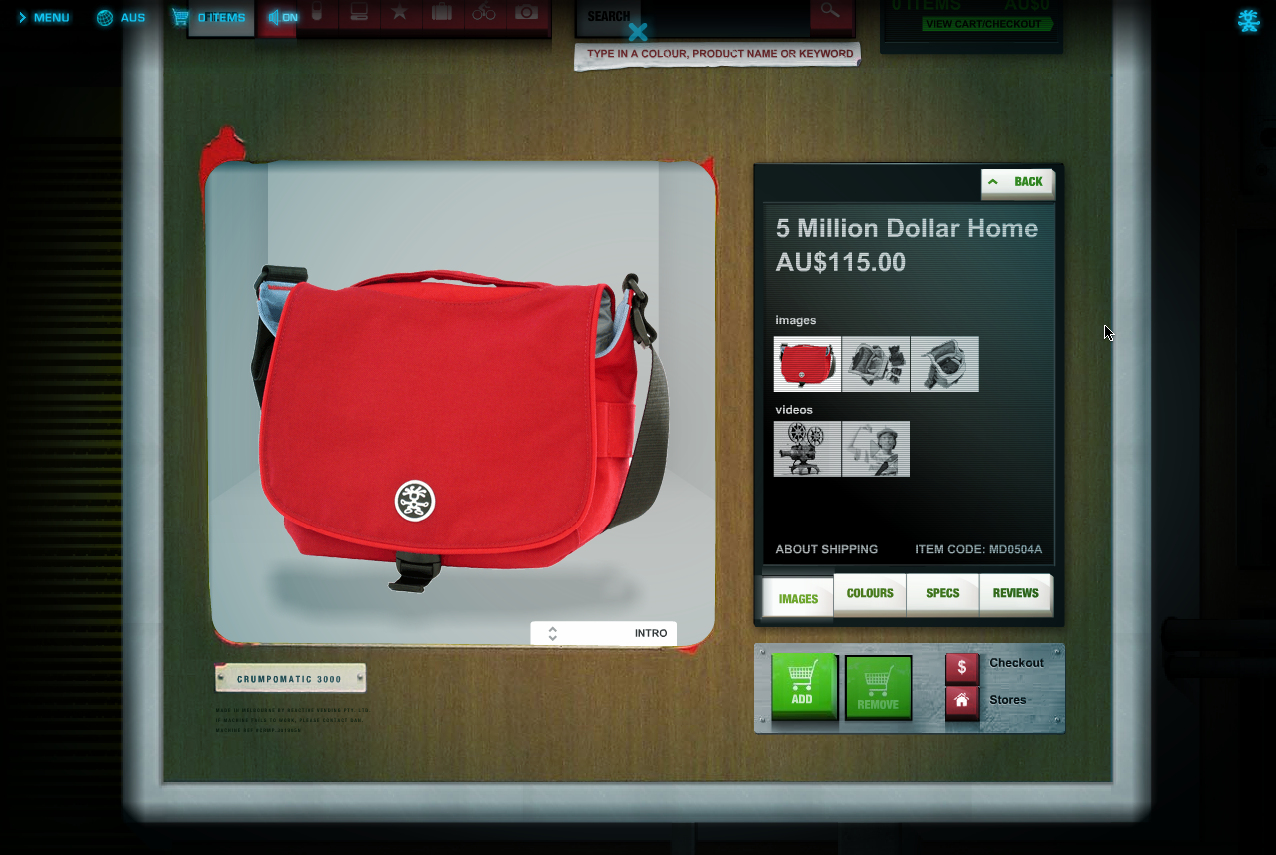 MENU AUS 0 ITEMS ON
SEARCH
0 ITEMS AU$0
VIEW CART/CHECKOUT
TYPE IN A COLOUR, PRODUCT NAME OR KEYWORD
BACK
5 Million Dollar Home
AU$115.00
images
videos
ABOUT SHIPPING ITEM CODE: MD0504A
IMAGES COLOURS SPECS REVIEWS
INTRO
ADD REMOVE
$ Checkout
Stores
CRUMPOMATIC 3000